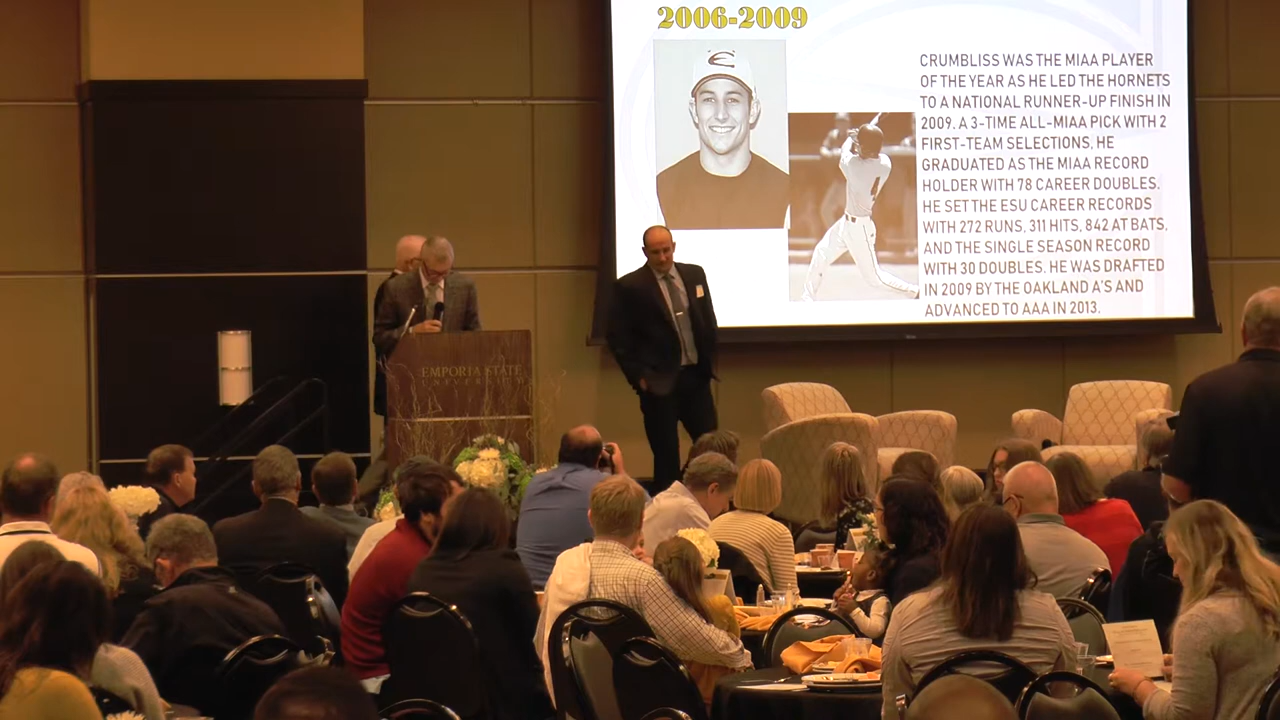 2006-2009
CRUMBLISS WAS THE MIAA PLAYER
OF THE YEAR AS HE LED THE HORNETS
TO A NATIONAL RUNNER-UP FINISH IN
2009. A 3-TIME ALL-MIAA PICK WITH 2
FIRST-TEAM SELECTIONS, HE
GRADUATED AS THE MIAA RECORD
HOLDER WITH 78 CAREER DOUBLES.
HE SET THE ESU CAREER RECORDS
WITH 272 RUNS, 311 HITS, 842 AT BATS,
AND THE SINGLE SEASON RECORD
WITH 30 DOUBLES. HE WAS DRAFTED
IN 2009 BY THE OAKLAND A'S AND
ADVANCED TO AAA IN 2013.
E
4
EMPORIA STATE
UNIVERSITY